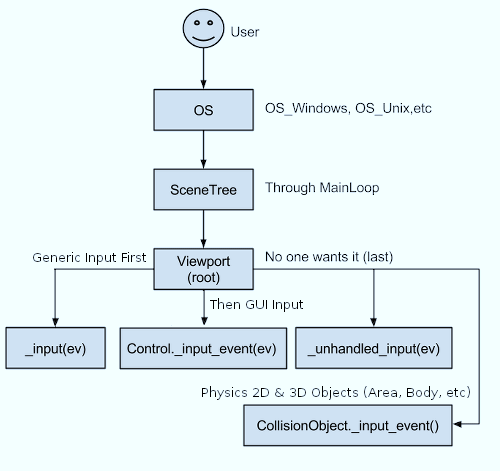 User
OS
OS_Windows, OS_Unix,etc
SceneTree
Through MainLoop
Generic Input First
Viewport
(root)
No one wants it (last)
Then GUI Input
_input(ev)
Control._input_event(ev)
_unhandled_input(ev)
Physics 2D & 3D Objects (Area, Body, etc)
CollisionObject._input_event()